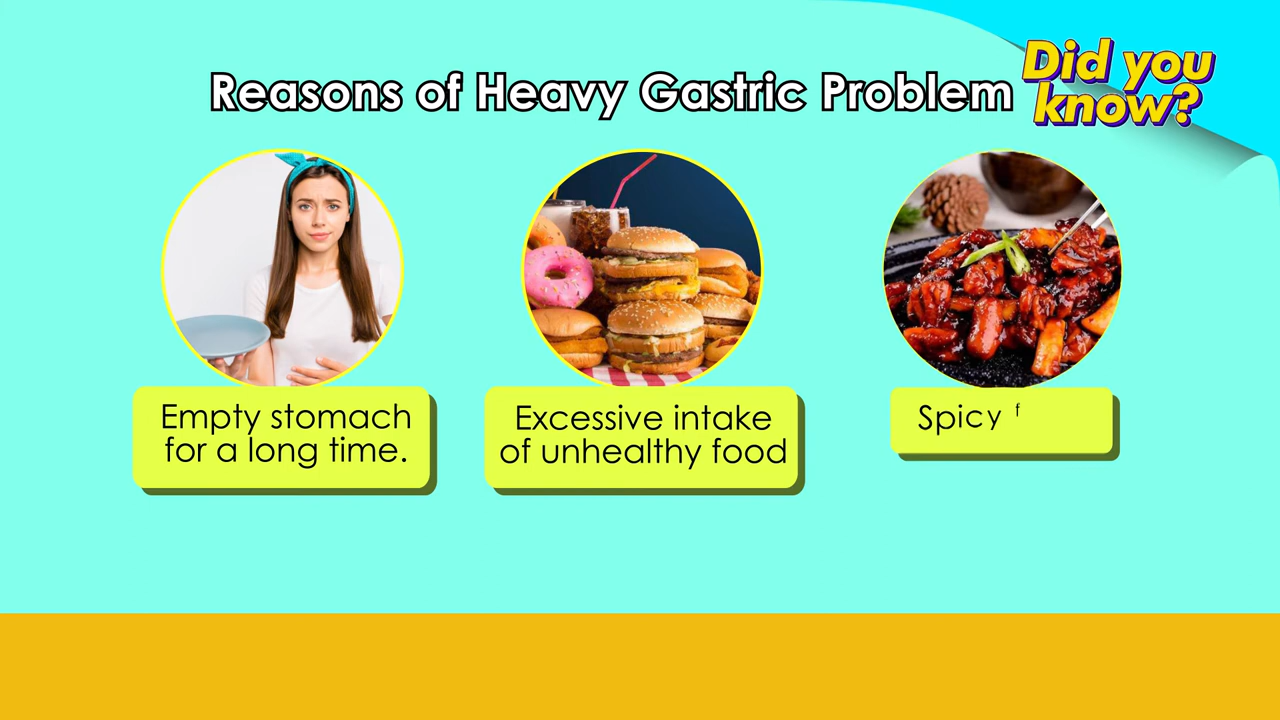 Reasons of Heavy Gastric Problem
Did you
know?
Empty stomach
for a long time.
Excessive intake
of unhealthy food
Spicy f